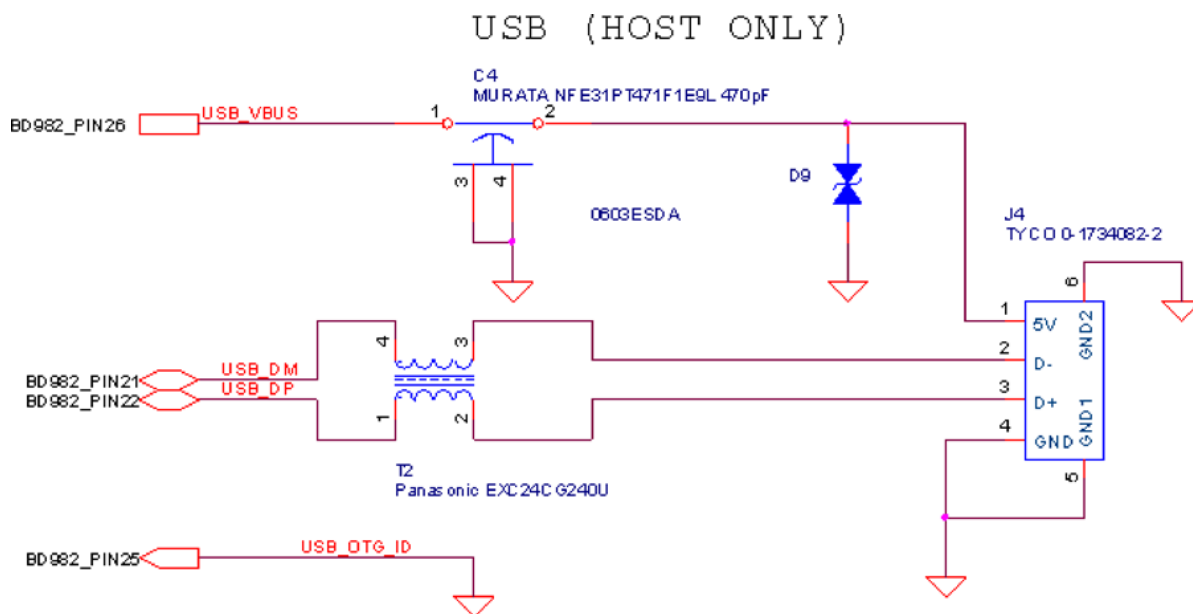 USB (HOST ONLY)
C4
MURATA NFE31PT471F1E9L 470pF
BD982_PIN26
USB_VBUS
1
2
3
4
D9
0603ESDA
J4
TYCO 0-1734082-2
6
1
5V
GND2
2
D-
3
D+
4
GND
GND1
5
4
3
BD982_PIN21
USB_DM
BD982_PIN22
USB_DP
1
2
T2
Panasonic EXC24CG240U
BD982_PIN25
USB_OTG_ID